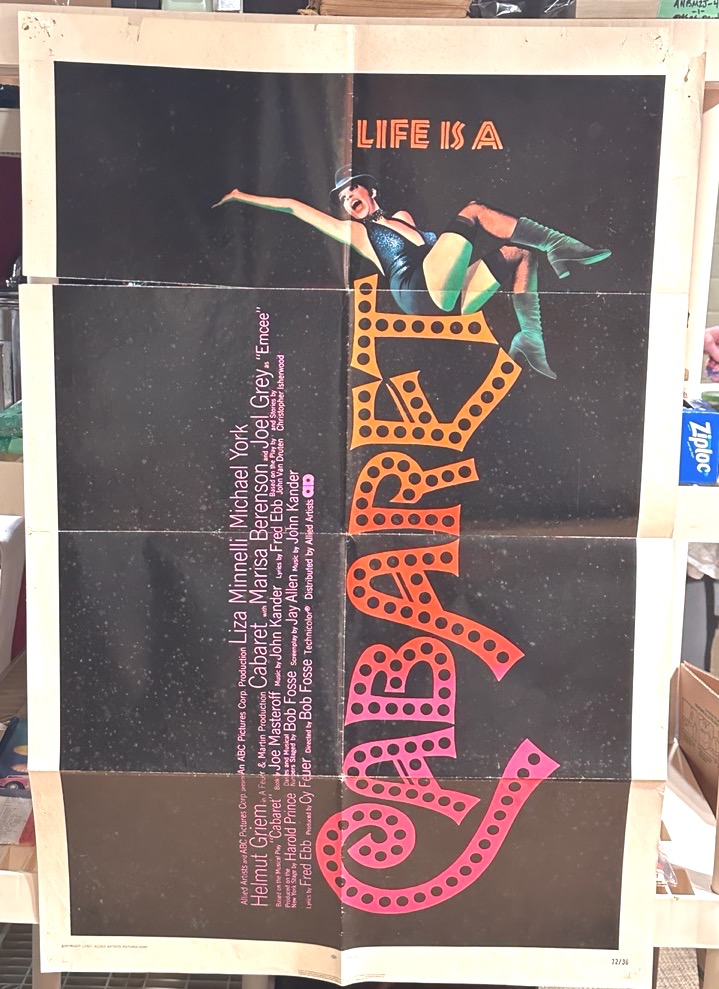 LIFE IS A
CABARET
Allied Artists and ABC Pictures Corp. present An ABC Pictures Corp. Production Liza Minnelli Michael York
Helmut Griem in A Feuer & Martin Production Cabaret with Marisa Berenson and Joel Grey as "Emcee"
Based on the Musical Play "Cabaret" Book by Joe Masteroff Music by John Kander Lyrics by Fred Ebb Based on the Play by John Van Druten and Stories by Christopher Isherwood
Produced on the New York Stage by Harold Prince Dances and Musical Numbers Staged by Bob Fosse Screenplay by Jay Allen Music by John Kander
Lyrics by Fred Ebb Produced by Cy Feuer Directed by Bob Fosse Technicolor® Distributed by Allied Artists
72/36
Ziploc